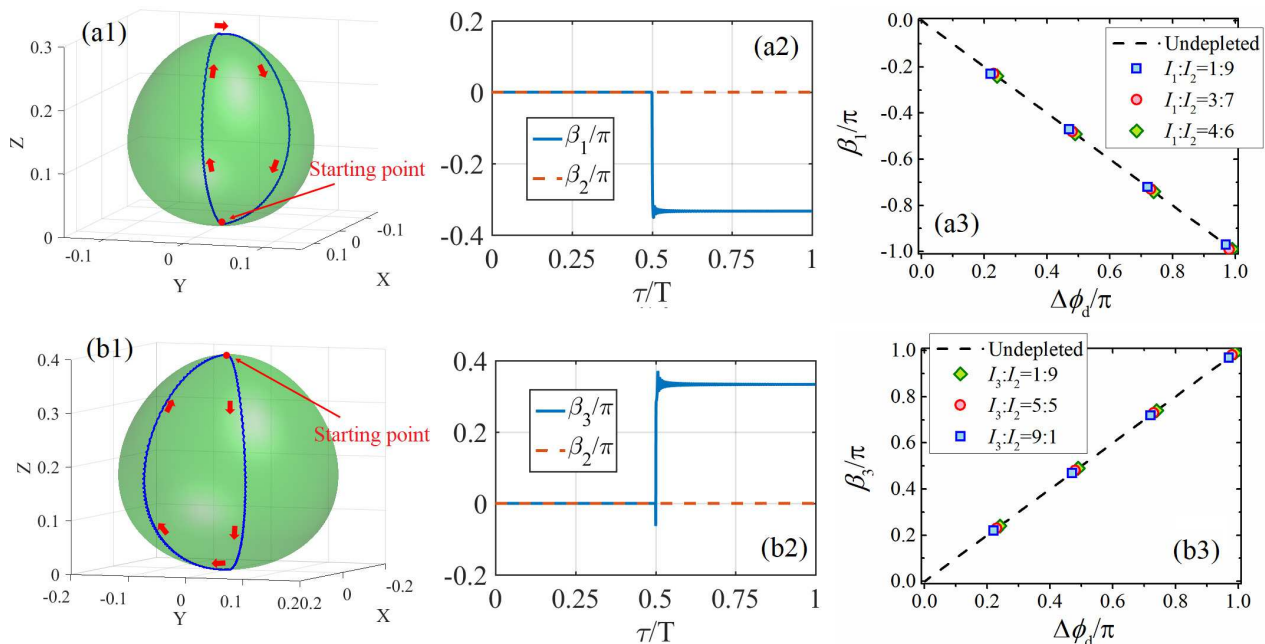 (a1)
0.3
0.2
0.1
0
Z
Starting point
-0.1
0
0.1
Y
-0.1
0
0.1
X
(a2)
0.2
0
-0.2
-0.4
β₁/π
β₂/π
0
0.25
0.5
0.75
1
τ/T
(a3)
0.0
-0.2
-0.4
-0.6
-0.8
-1.0
β₁/π
Undepleted
I₁:I₂=1:9
I₁:I₂=3:7
I₁:I₂=4:6
0.0
0.2
0.4
0.6
0.8
1.0
Δϕd/π
(b1)
0.4
0.3
0.2
0.1
0
Z
Starting point
-0.2
-0.1
0
0.1
0.2
Y
0.2
0
-0.2
X
(b2)
0.4
0.2
0
-0.2
β₃/π
β₂/π
0
0.25
0.5
0.75
1
τ/T
(b3)
1.0
0.8
0.6
0.4
0.2
0.0
β₃/π
Undepleted
I₃:I₂=1:9
I₃:I₂=5:5
I₃:I₂=9:1
0.0
0.2
0.4
0.6
0.8
1.0
Δϕd/π